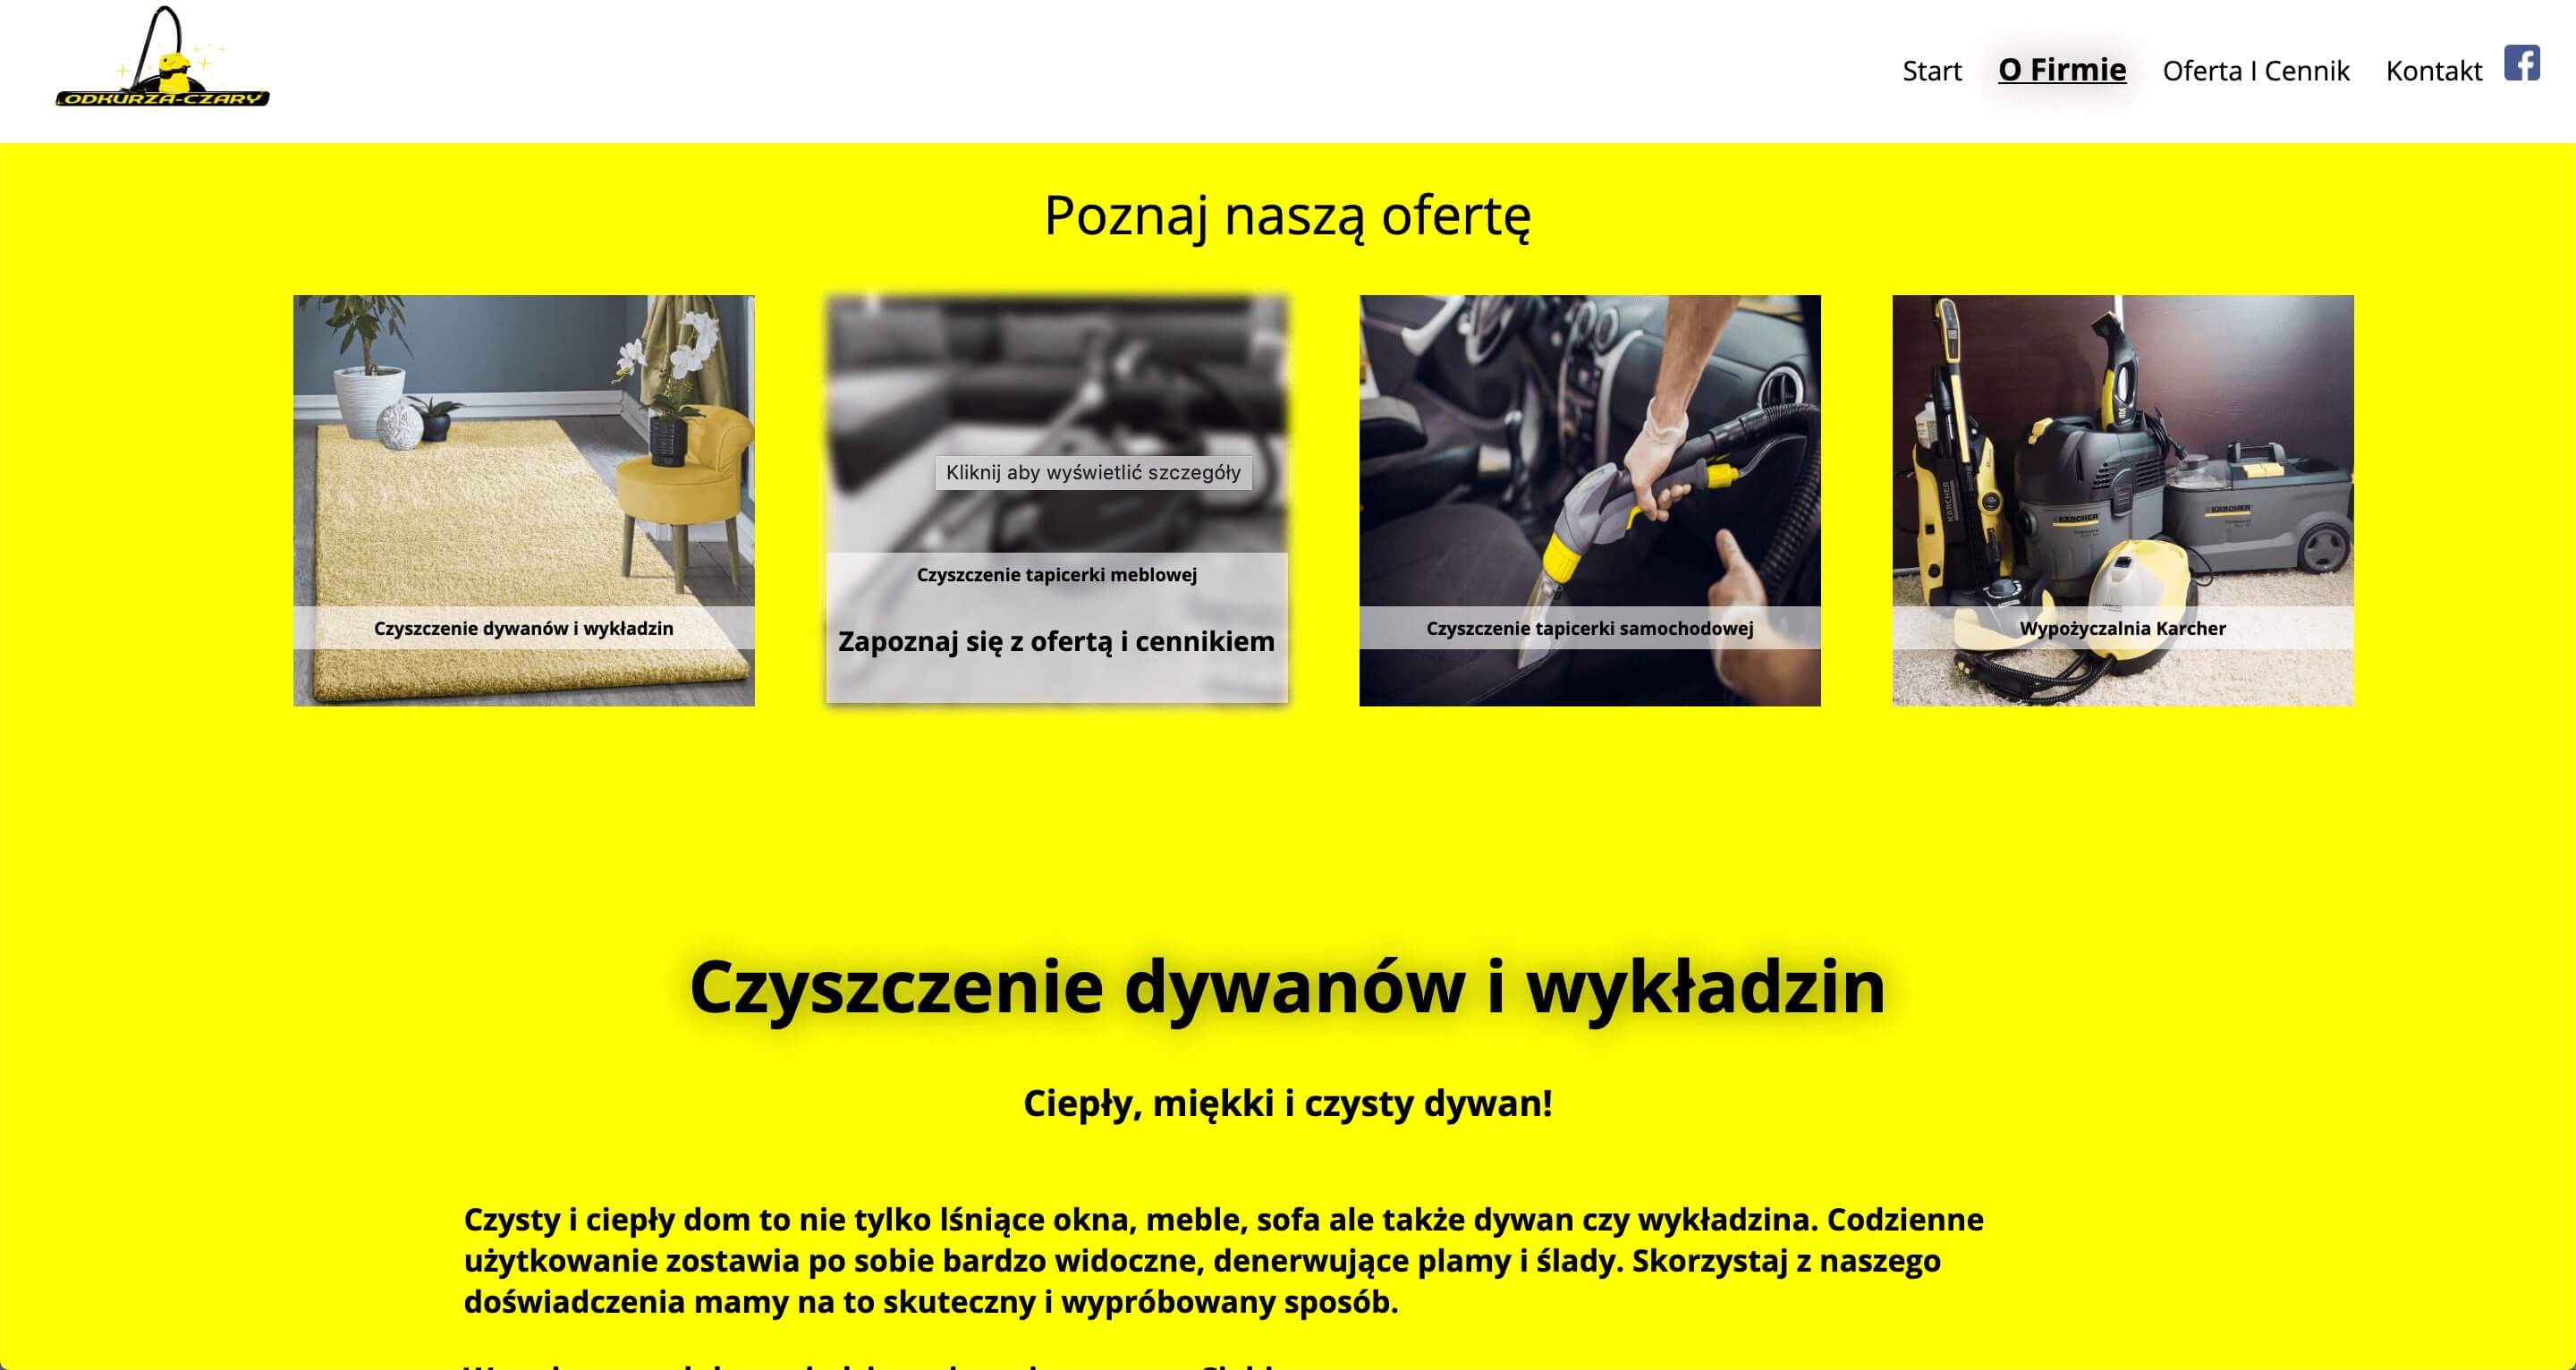 ODKURZA-CZARY
Start
O Firmie
Oferta I Cennik
Kontakt
Poznaj naszą ofertę
Kliknij aby wyświetlić szczegóły
Czyszczenie dywanów i wykładzin
Czyszczenie tapicerki meblowej
Zapoznaj się z ofertą i cennikiem
Czyszczenie tapicerki samochodowej
KARCHER
KARCHER
KARCHER
Wypożyczalnia Karcher
Czyszczenie dywanów i wykładzin
Ciepły, miękki i czysty dywan!
Czysty i ciepły dom to nie tylko lśniące okna, meble, sofa ale także dywan czy wykładzina. Codzienne
użytkowanie zostawia po sobie bardzo widoczne, denerwujące plamy i ślady. Skorzystaj z naszego
doświadczenia mamy na to skuteczny i wypróbowany sposób.